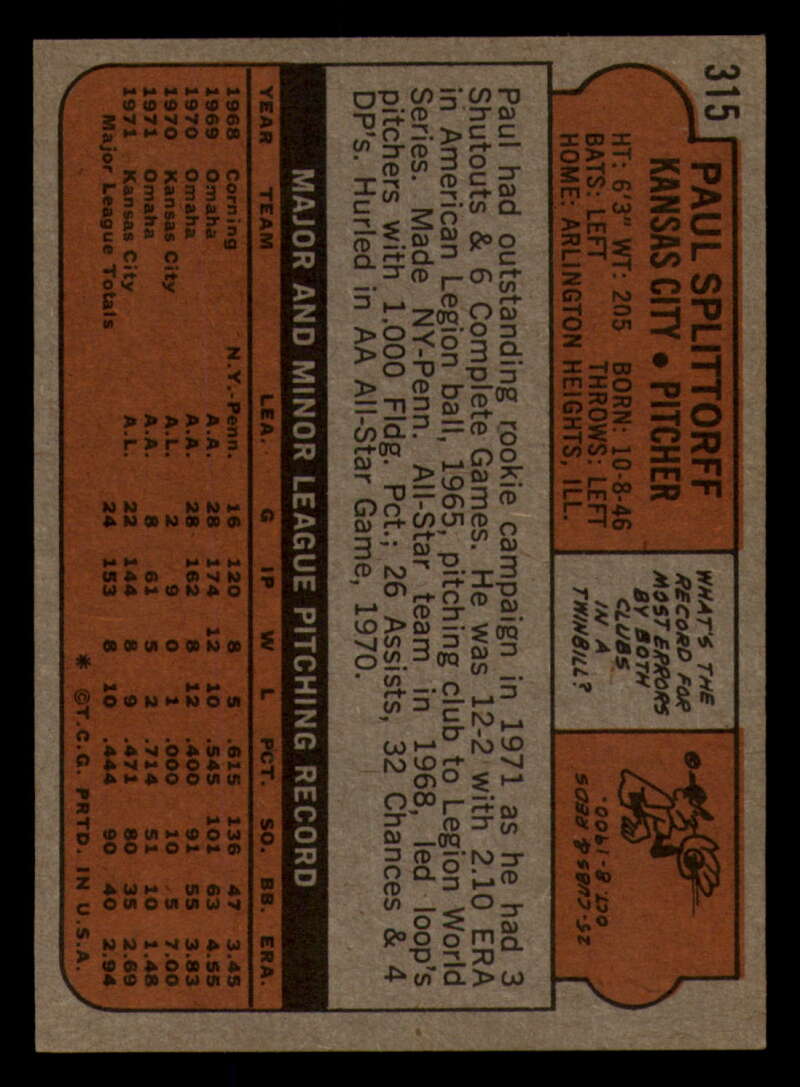 315
PAUL SPLITTORFF
KANSAS CITY • PITCHER
HT: 6'3" WT: 205 BORN: 10-8-46
BATS: LEFT THROWS: LEFT
HOME: ARLINGTON HEIGHTS, ILL.
WHAT'S THE
RECORD FOR
MOST ERRORS
BY BOTH
CLUBS
IN A
TWINBILL?
25-CUBS & REDS
OCT. 8-1900.
Paul had outstanding rookie campaign in 1971 as he had 3
Shutouts & 6 Complete Games. He was 12-2 with 2.10 ERA
in American Legion ball, 1965, pitching club to Legion World
Series. Made NY-Penn. All-Star team in 1968, led loop's
pitchers with 1.000 Fldg. Pct.; 26 Assists, 32 Chances & 4
DP's. Hurled in AA All-Star Game, 1970.
MAJOR AND MINOR LEAGUE PITCHING RECORD
YEAR TEAM LEA. G IP W L PCT. SO. BB. ERA.
1968 Corning N.Y.-Penn. 16 120 8 5 .615 136 47 3.45
1969 Omaha A.A. 28 174 12 10 .545 101 63 4.55
1970 Omaha A.A. 28 162 8 12 .400 91 55 3.83
1970 Kansas City A.L. 2 9 0 1 .000 10 5 7.00
1971 Omaha A.A. 8 61 5 2 .714 51 10 1.48
1971 Kansas City A.L. 22 144 8 9 .471 80 35 2.69
Major League Totals 24 153 8 10 .444 90 40 2.94
* ©T.C.G. PRTD. IN U.S.A.